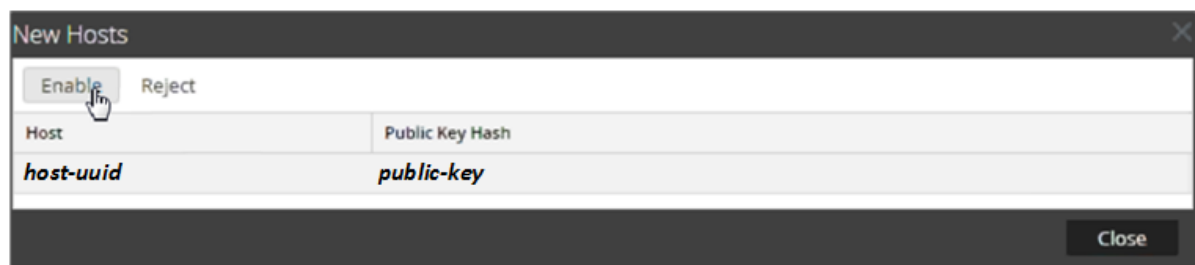 New Hosts
Enable Reject
Host Public Key Hash
host-uuid public-key
Close